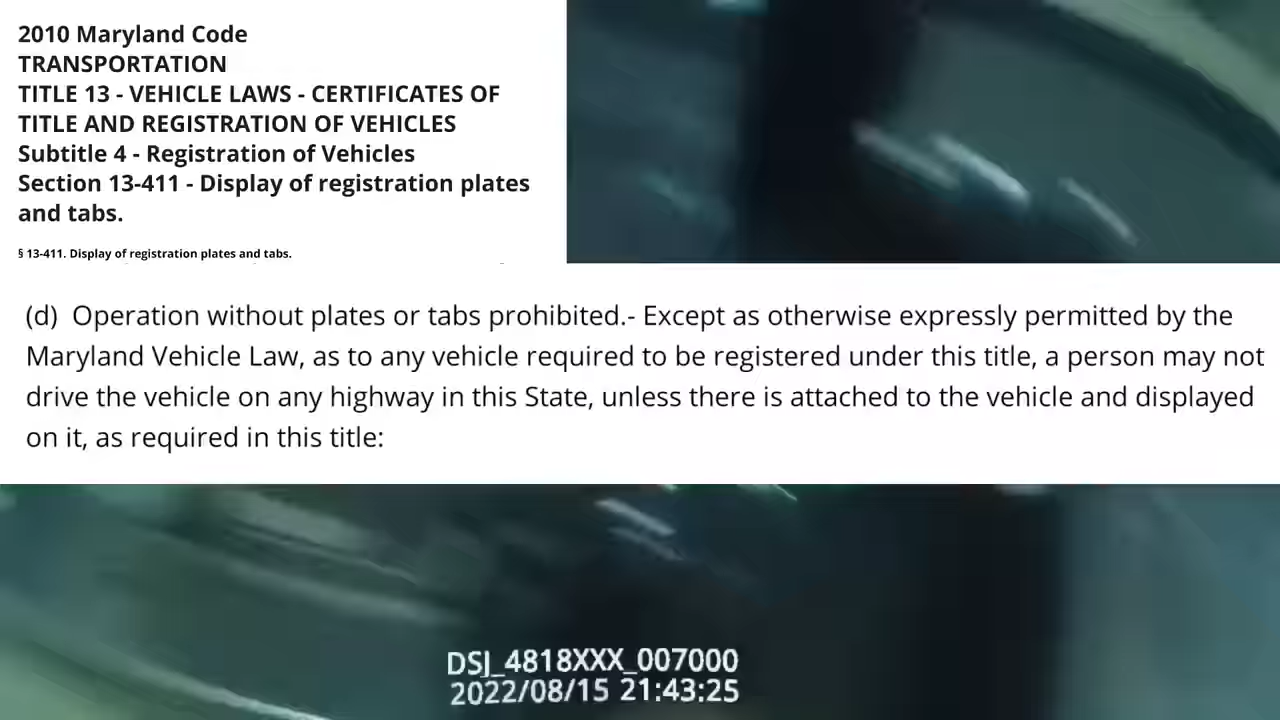 2010 Maryland Code
TRANSPORTATION
TITLE 13 - VEHICLE LAWS - CERTIFICATES OF
TITLE AND REGISTRATION OF VEHICLES
Subtitle 4 - Registration of Vehicles
Section 13-411 - Display of registration plates
and tabs.
§ 13-411. Display of registration plates and tabs.
(d) Operation without plates or tabs prohibited.- Except as otherwise expressly permitted by the
Maryland Vehicle Law, as to any vehicle required to be registered under this title, a person may not
drive the vehicle on any highway in this State, unless there is attached to the vehicle and displayed
on it, as required in this title:
DSJ_4818XXX_007000
2022/08/15 21:43:25